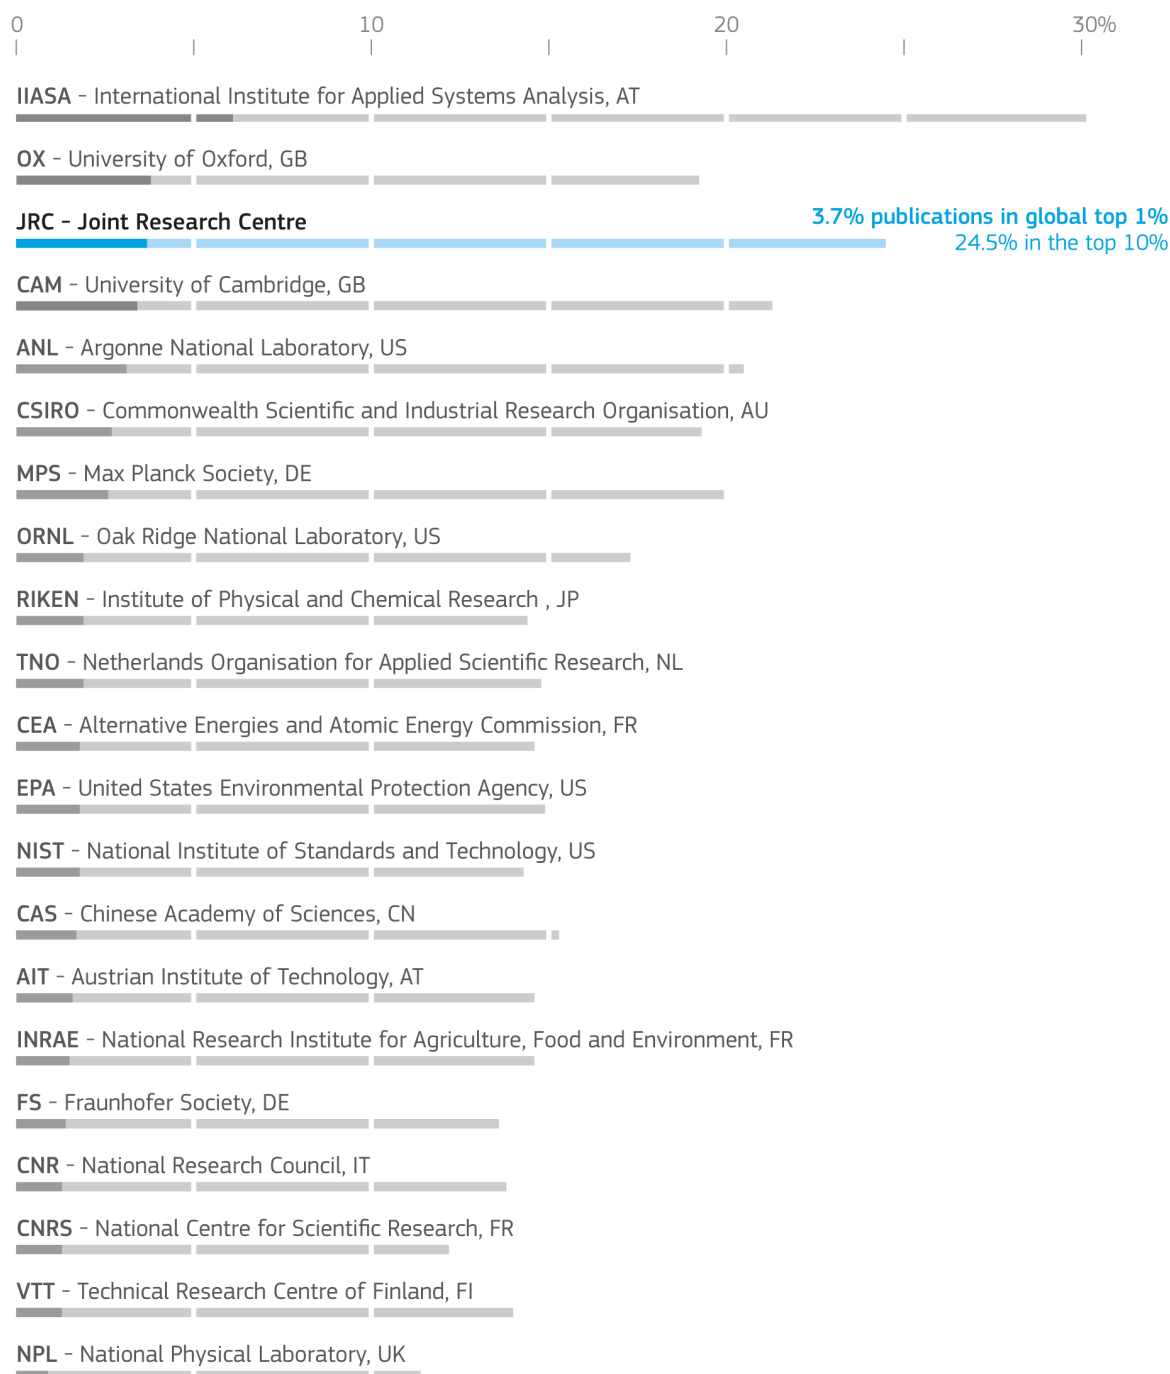 0 10 20 30%
IIASA - International Institute for Applied Systems Analysis, AT
OX - University of Oxford, GB
JRC - Joint Research Centre
3.7% publications in global top 1%
24.5% in the top 10%
CAM - University of Cambridge, GB
ANL - Argonne National Laboratory, US
CSIRO - Commonwealth Scientific and Industrial Research Organisation, AU
MPS - Max Planck Society, DE
ORNL - Oak Ridge National Laboratory, US
RIKEN - Institute of Physical and Chemical Research , JP
TNO - Netherlands Organisation for Applied Scientific Research, NL
CEA - Alternative Energies and Atomic Energy Commission, FR
EPA - United States Environmental Protection Agency, US
NIST - National Institute of Standards and Technology, US
CAS - Chinese Academy of Sciences, CN
AIT - Austrian Institute of Technology, AT
INRAE - National Research Institute for Agriculture, Food and Environment, FR
FS - Fraunhofer Society, DE
CNR - National Research Council, IT
CNRS - National Centre for Scientific Research, FR
VTT - Technical Research Centre of Finland, FI
NPL - National Physical Laboratory, UK